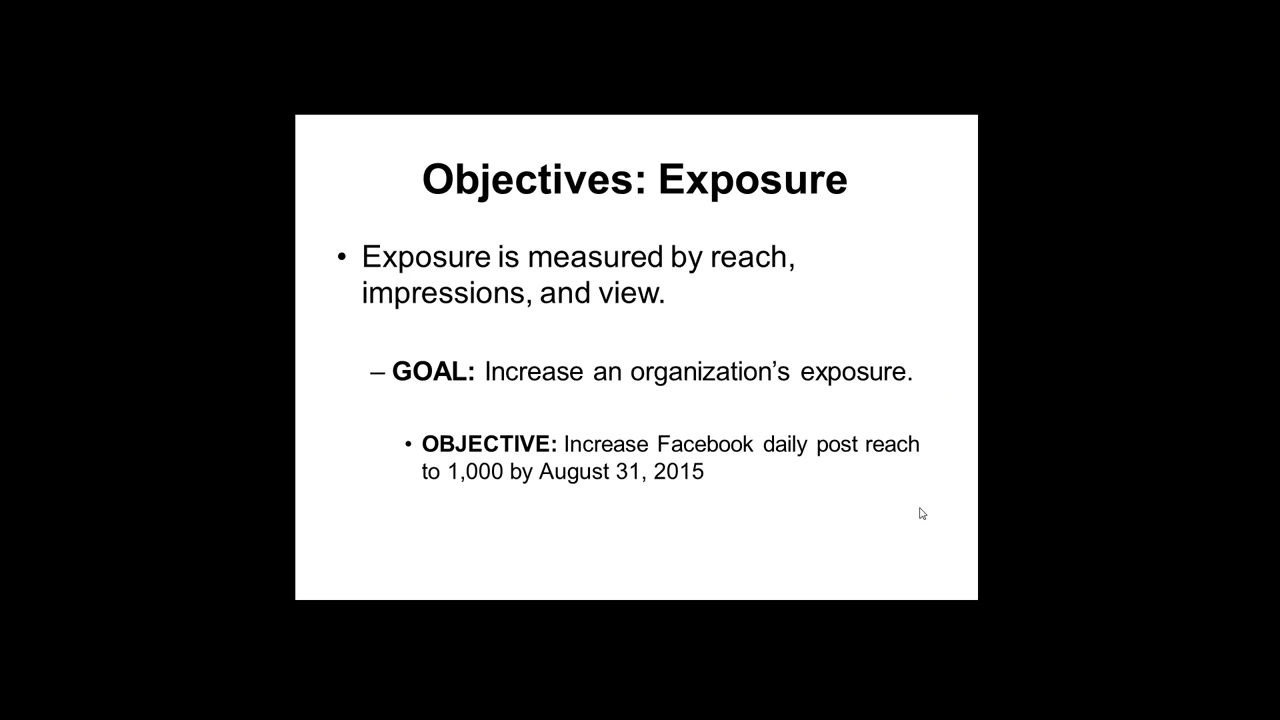 Objectives: Exposure
• Exposure is measured by reach,
impressions, and view.
– GOAL: Increase an organization’s exposure.
• OBJECTIVE: Increase Facebook daily post reach
to 1,000 by August 31, 2015